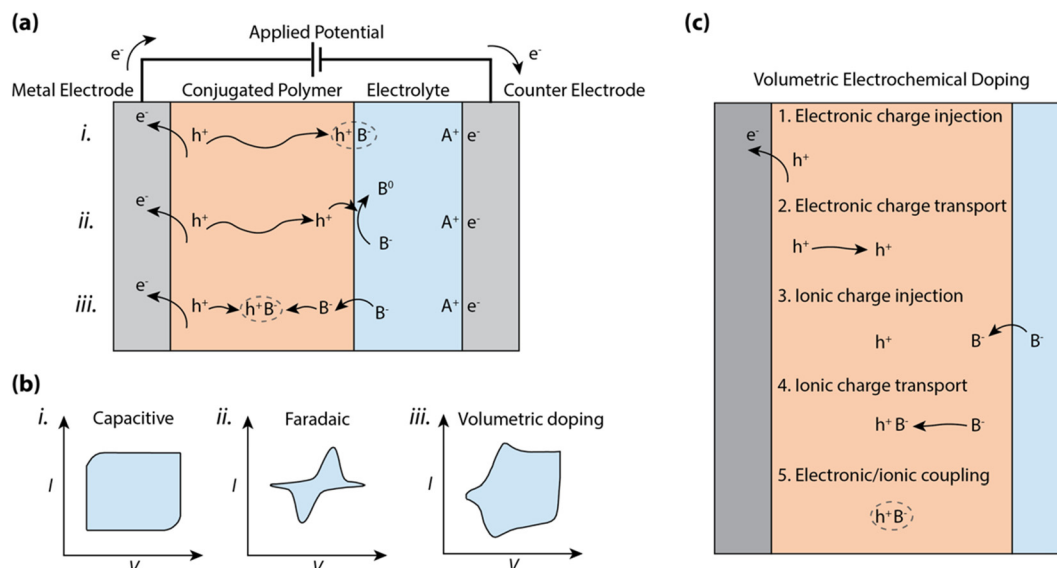 (a)
Applied Potential
e⁻
e⁻
Metal Electrode
Conjugated Polymer
Electrolyte
Counter Electrode
i.
e⁻
h⁺
h⁺ B⁻
A⁺ e⁻
ii.
e⁻
h⁺
h⁺
B⁰
B⁻
A⁺ e⁻
iii.
e⁻
h⁺
h⁺B⁻
B⁻
B⁻
A⁺ e⁻
(b)
i.
Capacitive
I
V
ii.
Faradaic
I
V
iii.
Volumetric doping
I
V
(c)
Volumetric Electrochemical Doping
1. Electronic charge injection
e⁻
h⁺
2. Electronic charge transport
h⁺
h⁺
3. Ionic charge injection
h⁺
B⁻
B⁻
4. Ionic charge transport
h⁺ B⁻
B⁻
5. Electronic/ionic coupling
h⁺B⁻